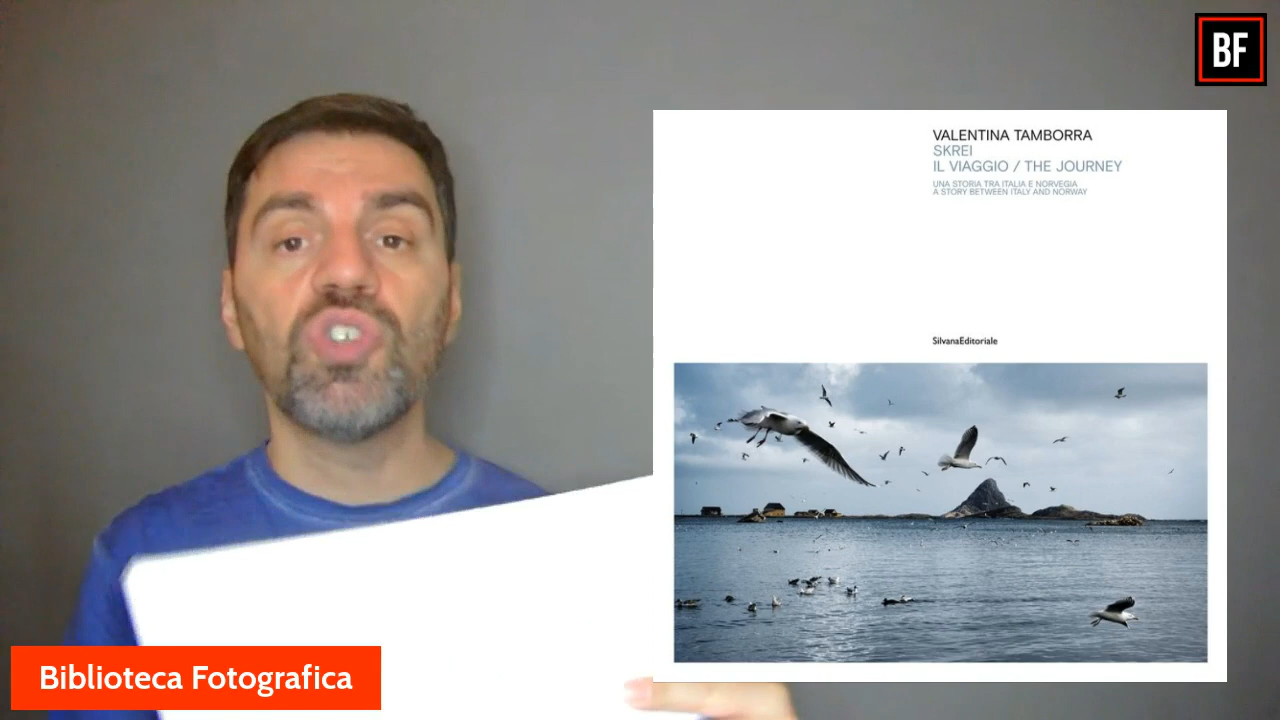 BF
VALENTINA TAMBORRA
SKREI
IL VIAGGIO / THE JOURNEY
UNA STORIA TRA ITALIA E NORVEGIA
A STORY BETWEEN ITALY AND NORWAY
SilvanaEditoriale
Biblioteca Fotografica